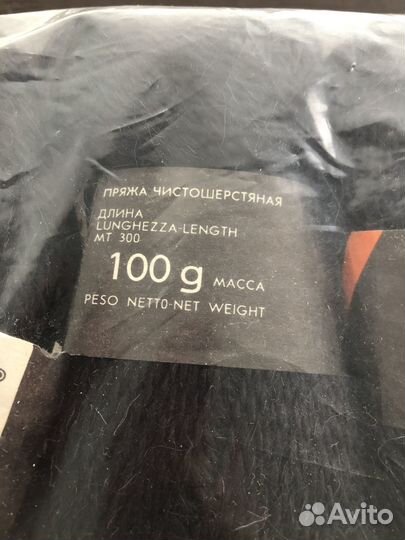 ПРЯЖА ЧИСТОШЕРСТЯНАЯ
ДЛИНА
LUNGHEZZA-LENGTH
MT 300
100 g МАССА
PESO NETTO-NET WEIGHT
®
Avito